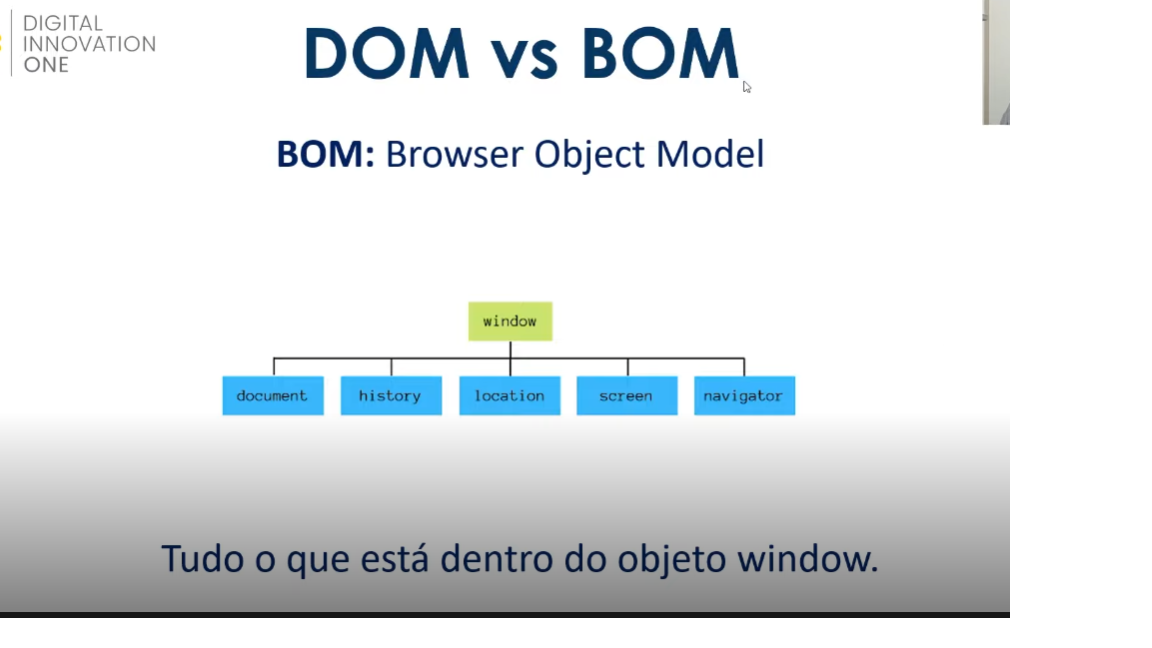 DIGITAL
INNOVATION
ONE
DOM vs BOM
BOM: Browser Object Model
window
document history location screen navigator
Tudo o que está dentro do objeto window.